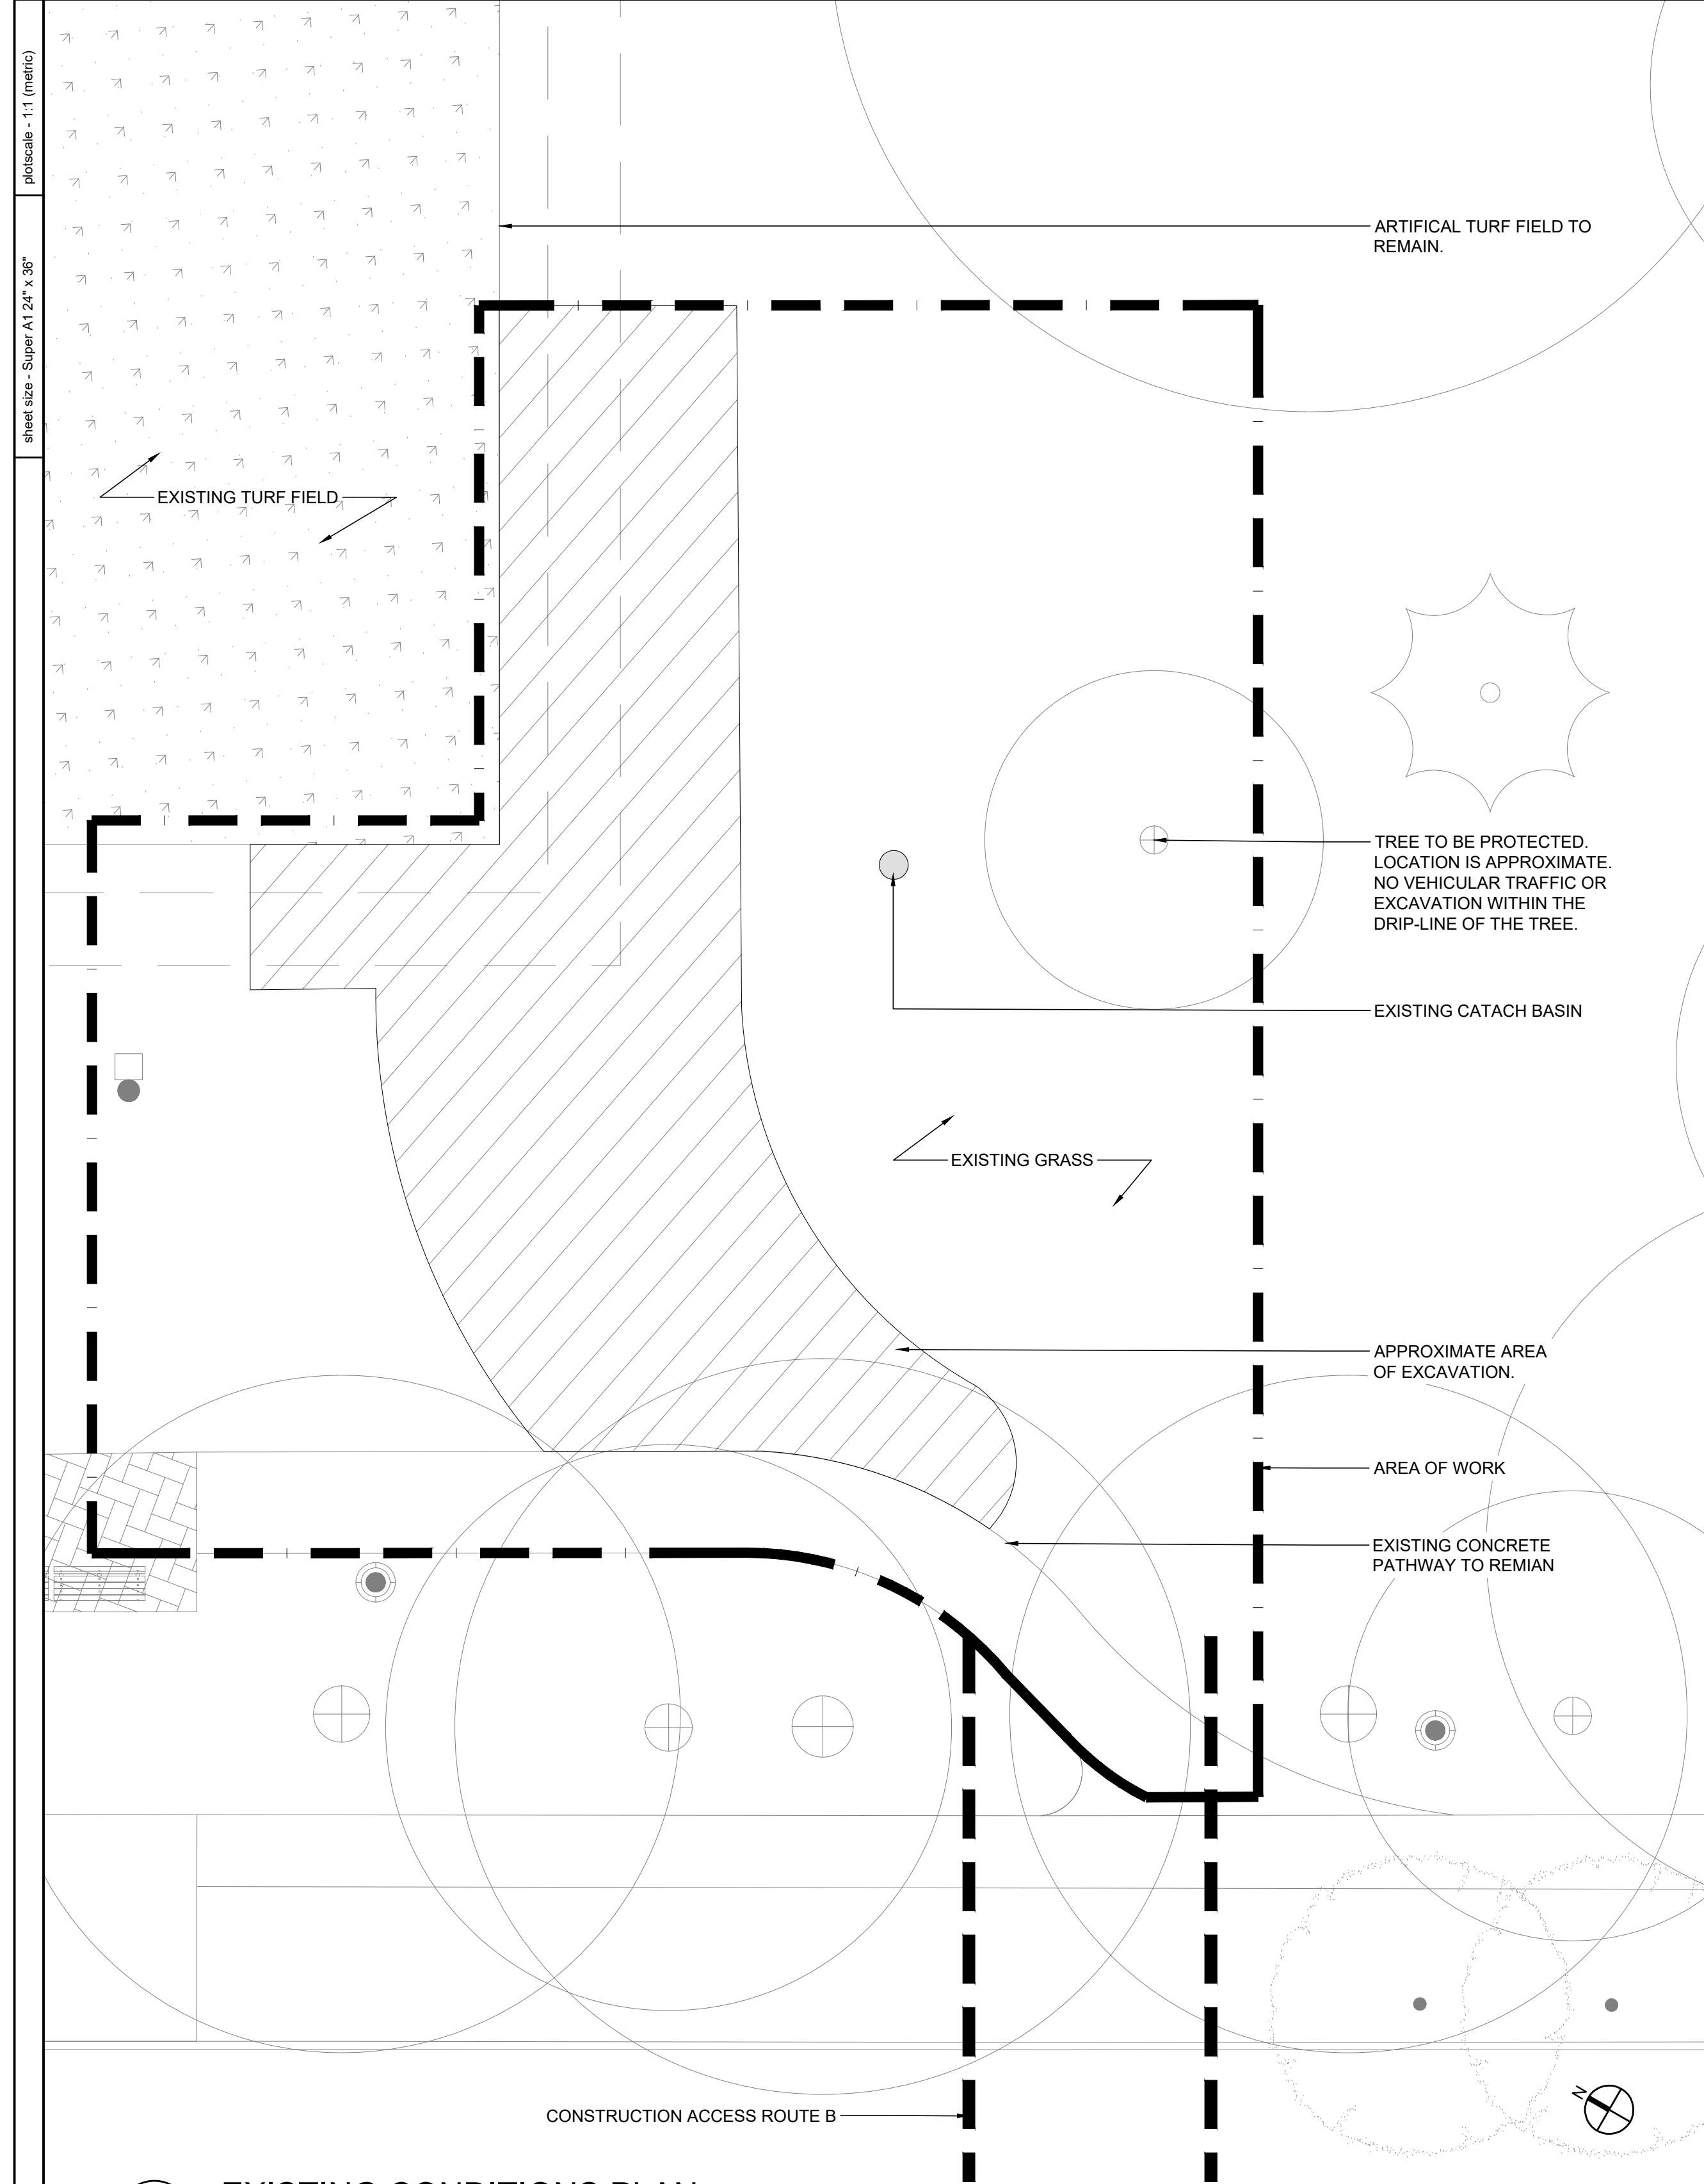 plotscale - 1:1 (metric)
sheet size - Super A1 24" x 36"
ARTIFICAL TURF FIELD TO
REMAIN.
EXISTING TURF FIELD
TREE TO BE PROTECTED.
LOCATION IS APPROXIMATE.
NO VEHICULAR TRAFFIC OR
EXCAVATION WITHIN THE
DRIP-LINE OF THE TREE.
EXISTING CATACH BASIN
EXISTING GRASS
APPROXIMATE AREA
OF EXCAVATION.
AREA OF WORK
EXISTING CONCRETE
PATHWAY TO REMIAN
N
CONSTRUCTION ACCESS ROUTE B
EXISTING CONDITIONS PLAN